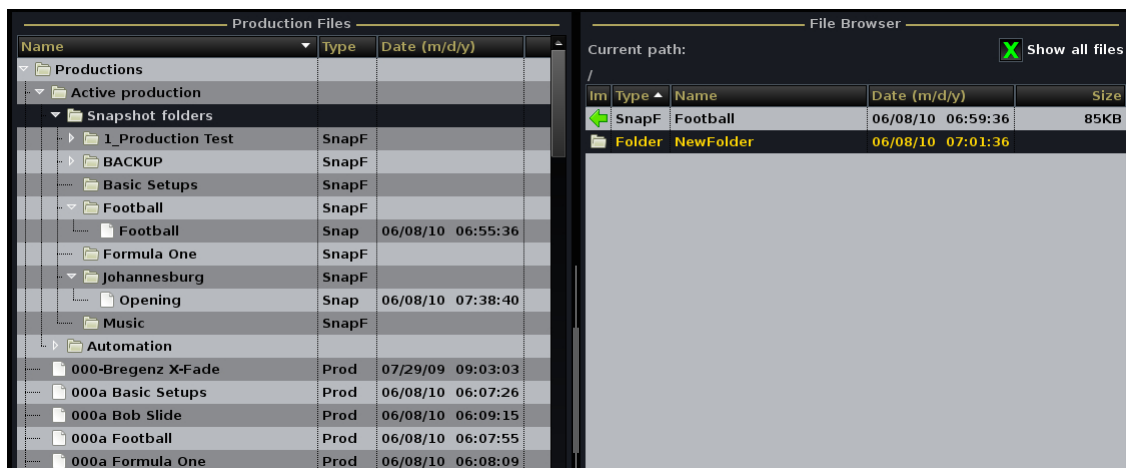 Production Files
Name Type Date (m/d/y)
Productions
Active production
Snapshot folders
1_Production Test SnapF
BACKUP SnapF
Basic Setups SnapF
Football SnapF
Football Snap 06/08/10 06:55:36
Formula One SnapF
Johannesburg SnapF
Opening Snap 06/08/10 07:38:40
Music SnapF
Automation
000-Bregenz X-Fade Prod 07/29/09 09:03:03
000a Basic Setups Prod 06/08/10 06:07:26
000a Bob Slide Prod 06/08/10 06:09:15
000a Football Prod 06/08/10 06:07:55
000a Formula One Prod 06/08/10 06:08:09
File Browser
Current path: X Show all files
/
Im Type Name Date (m/d/y) Size
SnapF Football 06/08/10 06:59:36 85KB
Folder NewFolder 06/08/10 07:01:36